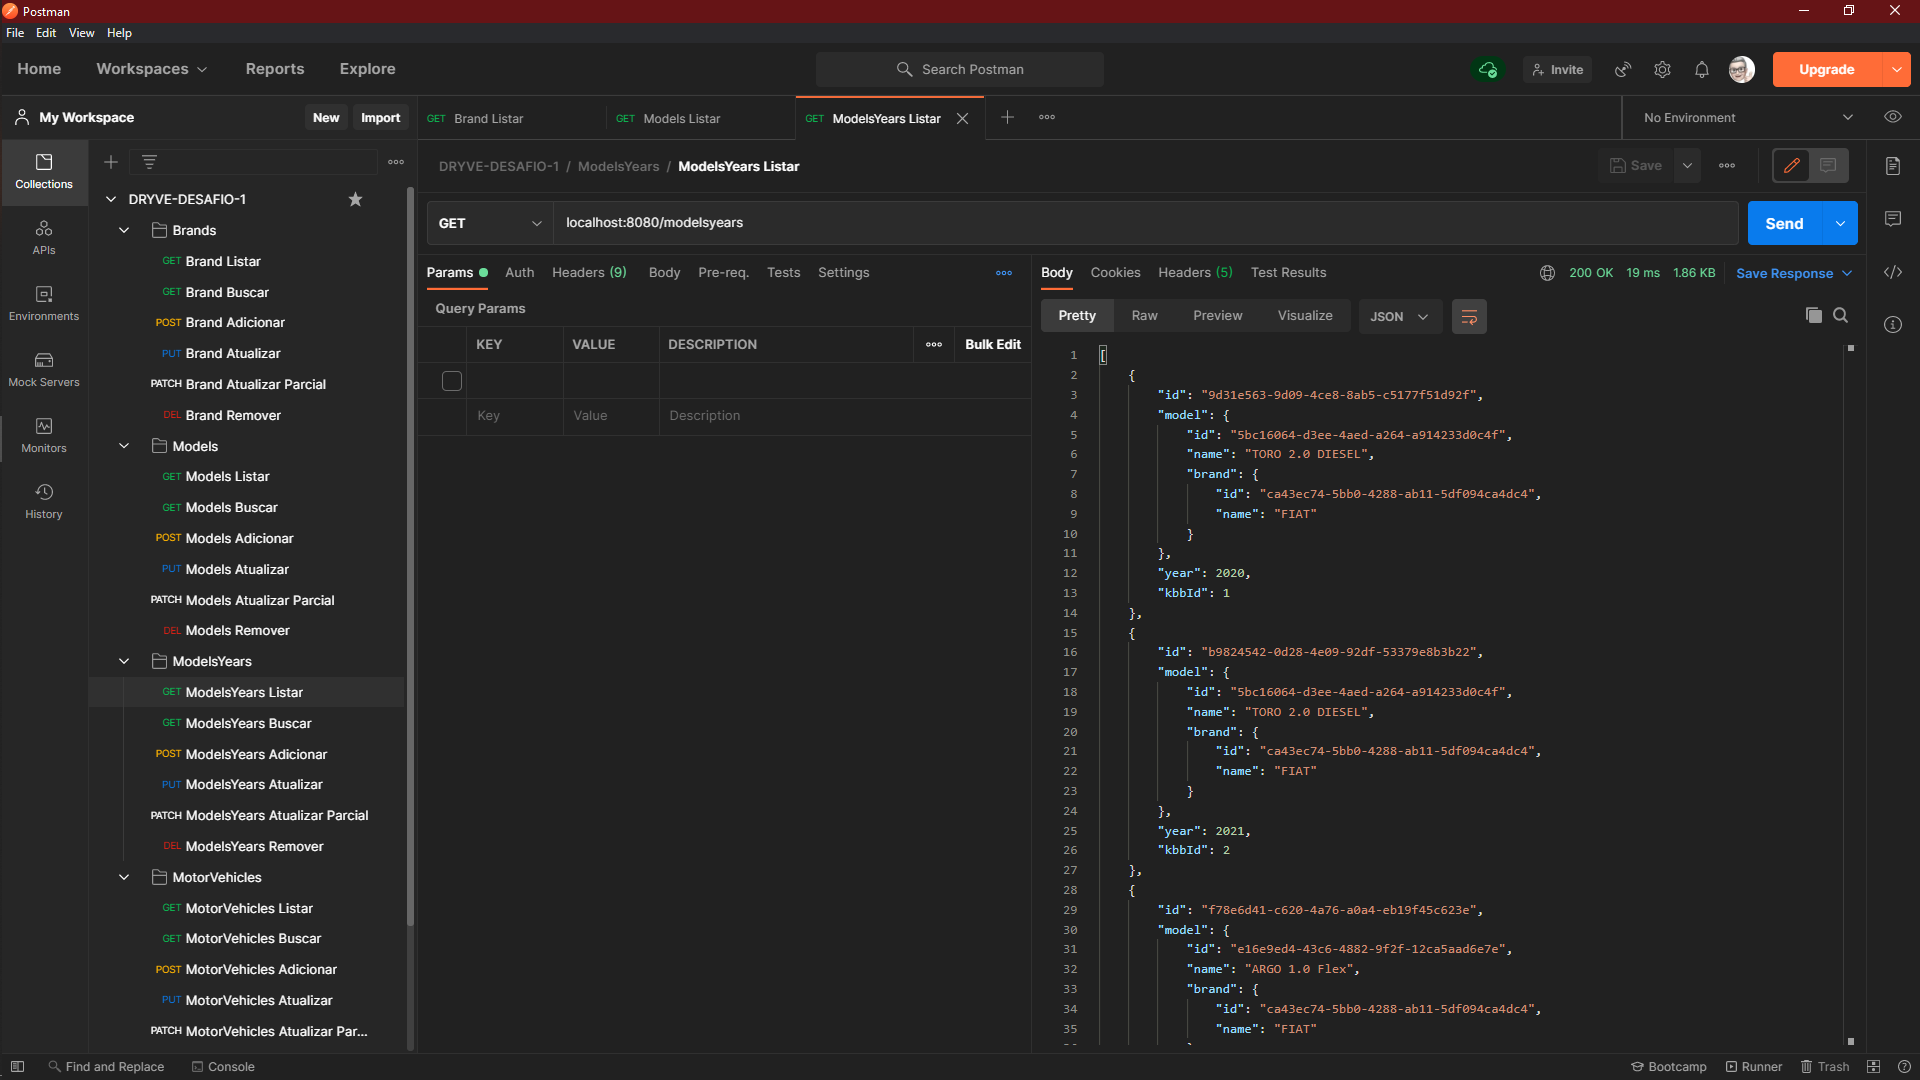 Postman
File Edit View Help
Home Workspaces Reports Explore
Search Postman
Invite
Upgrade
My Workspace
New Import
GET Brand Listar
GET Models Listar
GET ModelsYears Listar
No Environment
Collections
APIs
Environments
Mock Servers
Monitors
History
DRYVE-DESAFIO-1
Brands
GET Brand Listar
GET Brand Buscar
POST Brand Adicionar
PUT Brand Atualizar
PATCH Brand Atualizar Parcial
DEL Brand Remover
Models
GET Models Listar
GET Models Buscar
POST Models Adicionar
PUT Models Atualizar
PATCH Models Atualizar Parcial
DEL Models Remover
ModelsYears
GET ModelsYears Listar
GET ModelsYears Buscar
POST ModelsYears Adicionar
PUT ModelsYears Atualizar
PATCH ModelsYears Atualizar Parcial
DEL ModelsYears Remover
MotorVehicles
GET MotorVehicles Listar
GET MotorVehicles Buscar
POST MotorVehicles Adicionar
PUT MotorVehicles Atualizar
PATCH MotorVehicles Atualizar Par...
DRYVE-DESAFIO-1 / ModelsYears / ModelsYears Listar
Save
GET localhost:8080/modelsyears
Send
Params Auth Headers (9) Body Pre-req. Tests Settings
Query Params
KEY VALUE DESCRIPTION Bulk Edit
Key Value Description
Body Cookies Headers (5) Test Results
200 OK 19 ms 1.86 KB Save Response
Pretty Raw Preview Visualize JSON
1 [
2 {
3 "id": "9d31e563-9d09-4ce8-8ab5-c5177f51d92f",
4 "model": {
5 "id": "5bc16064-d3ee-4aed-a264-a914233d0c4f",
6 "name": "TORO 2.0 DIESEL",
7 "brand": {
8 "id": "ca43ec74-5bb0-4288-ab11-5df094ca4dc4",
9 "name": "FIAT"
10 }
11 },
12 "year": 2020,
13 "kbbId": 1
14 },
15 {
16 "id": "b9824542-0d28-4e09-92df-53379e8b3b22",
17 "model": {
18 "id": "5bc16064-d3ee-4aed-a264-a914233d0c4f",
19 "name": "TORO 2.0 DIESEL",
20 "brand": {
21 "id": "ca43ec74-5bb0-4288-ab11-5df094ca4dc4",
22 "name": "FIAT"
23 }
24 },
25 "year": 2021,
26 "kbbId": 2
27 },
28 {
29 "id": "f78e6d41-c620-4a76-a0a4-eb19f45c623e",
30 "model": {
31 "id": "e16e9ed4-43c6-4882-9f2f-12ca5aad6e7e",
32 "name": "ARGO 1.0 Flex",
33 "brand": {
34 "id": "ca43ec74-5bb0-4288-ab11-5df094ca4dc4",
35 "name": "FIAT"
Find and Replace Console
Bootcamp Runner Trash